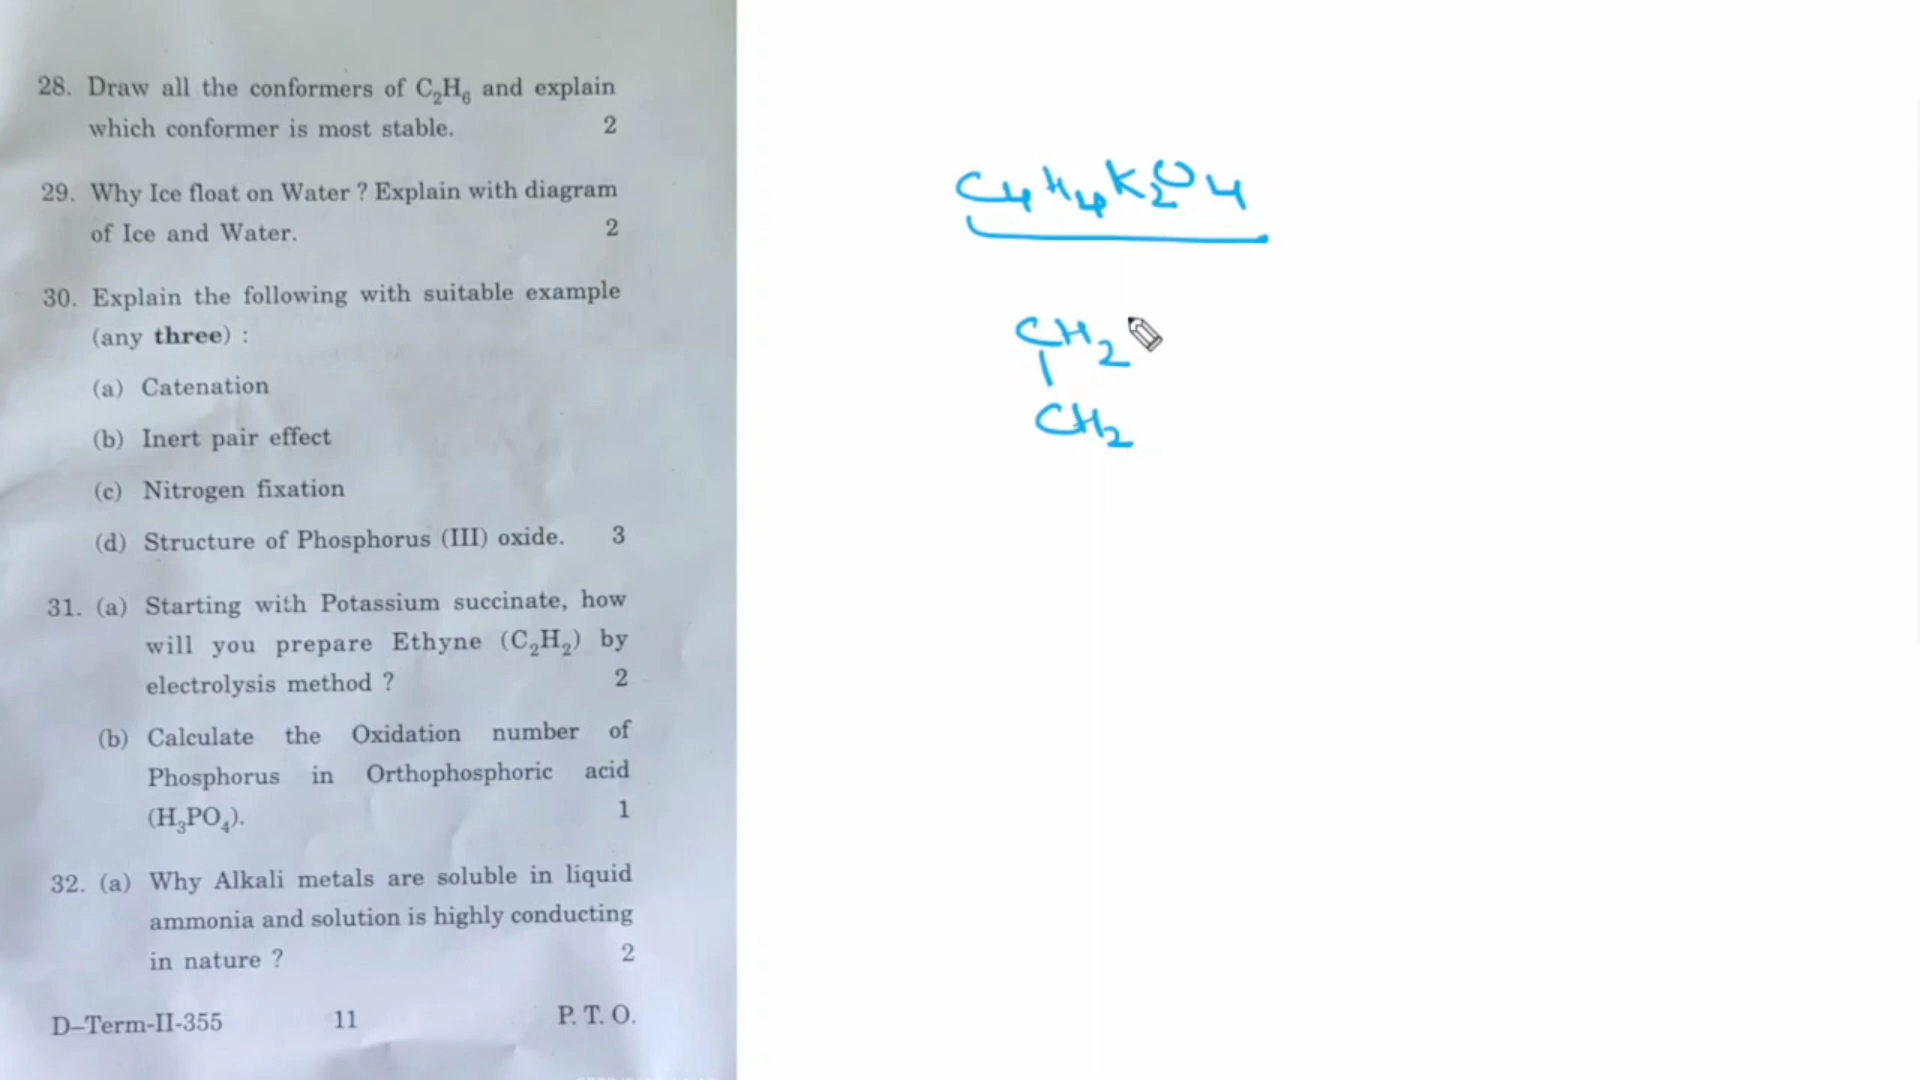 28. Draw all the conformers of C₂H₆ and explain
which conformer is most stable. 2
29. Why Ice float on Water ? Explain with diagram
of Ice and Water. 2
30. Explain the following with suitable example
(any three) :
(a) Catenation
(b) Inert pair effect
(c) Nitrogen fixation
(d) Structure of Phosphorus (III) oxide. 3
31. (a) Starting with Potassium succinate, how
will you prepare Ethyne (C₂H₂) by
electrolysis method ? 2
(b) Calculate the Oxidation number of
Phosphorus in Orthophosphoric acid
(H₃PO₄). 1
32. (a) Why Alkali metals are soluble in liquid
ammonia and solution is highly conducting
in nature ? 2
D–Term-II-355 11 P. T. O.
C₄H₄K₂O₄
CH₂
CH₂